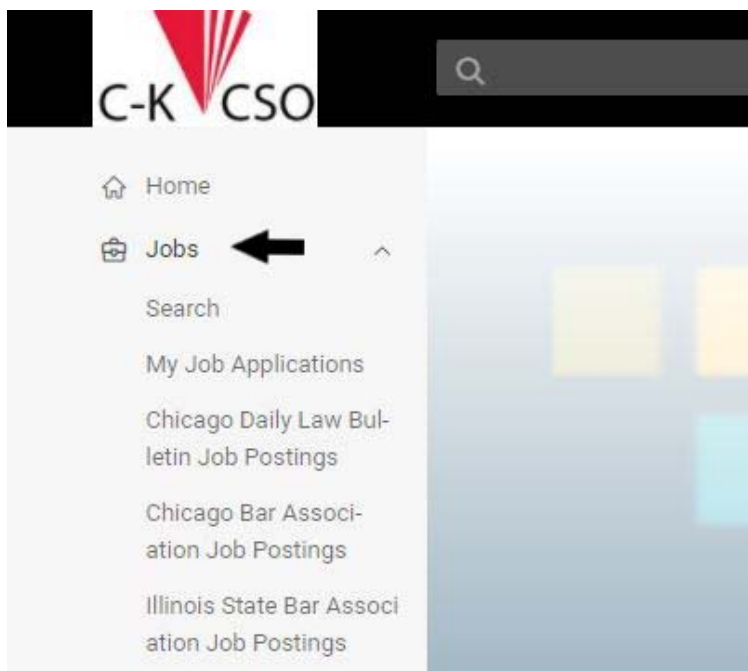 C-K CSO
Home
Jobs
Search
My Job Applications
Chicago Daily Law Bul-
letin Job Postings
Chicago Bar Associ-
ation Job Postings
Illinois State Bar Associ
ation Job Postings